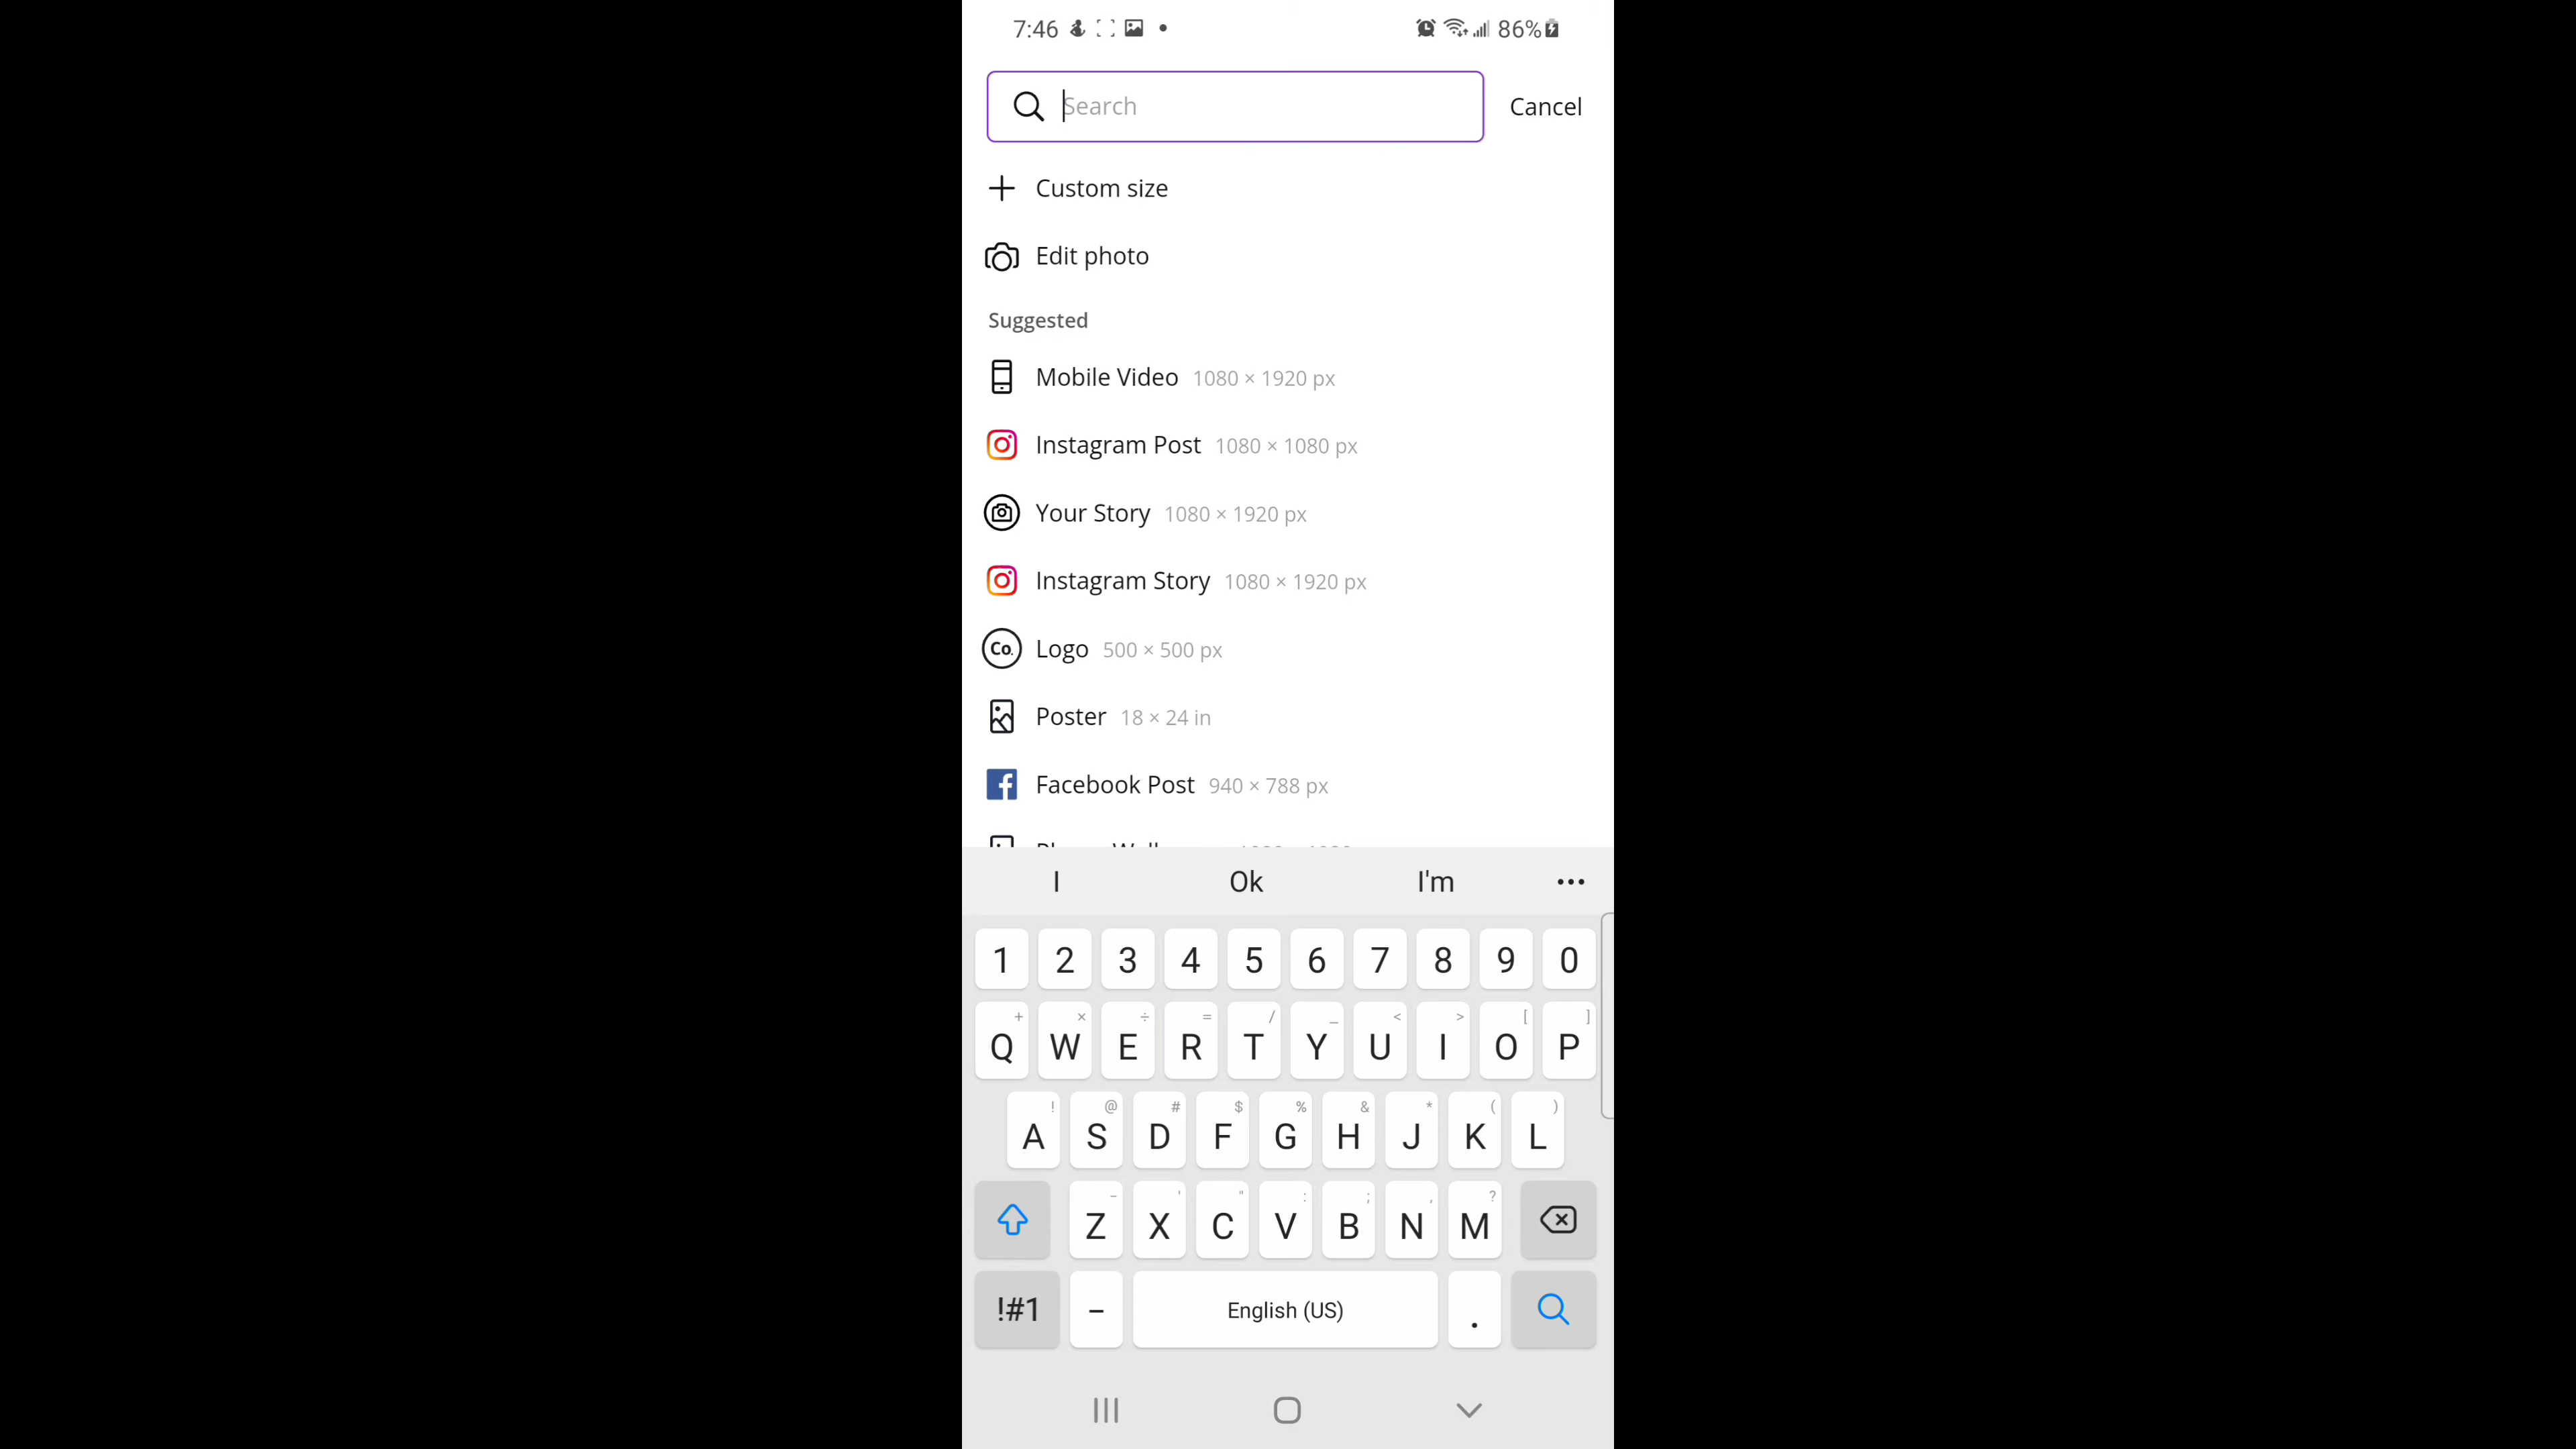 7:46 86%
Search Cancel
Custom size
Edit photo
Suggested
Mobile Video 1080 × 1920 px
Instagram Post 1080 × 1080 px
Your Story 1080 × 1920 px
Instagram Story 1080 × 1920 px
Co. Logo 500 × 500 px
Poster 18 × 24 in
Facebook Post 940 × 788 px
I Ok I'm •••
1 2 3 4 5 6 7 8 9 0
+ × ÷ = / _ < > [ ]
Q W E R T Y U I O P
! @ # $ % & * ( )
A S D F G H J K L
- ' " : ; , ?
Z X C V B N M
!#1 – English (US) .